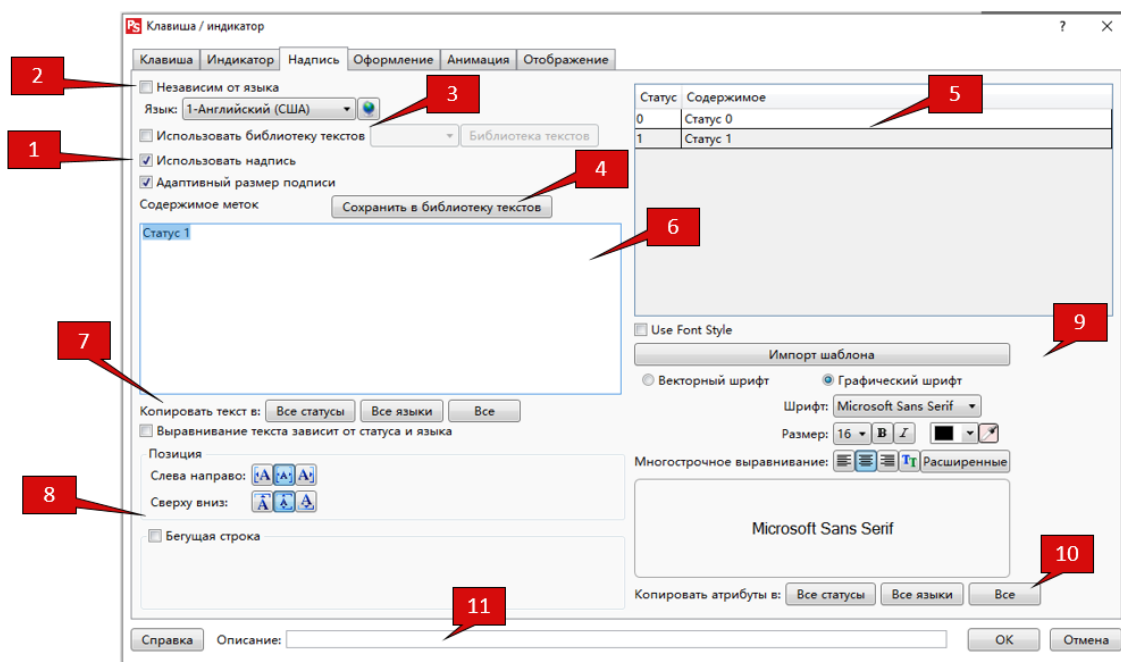 PS Клавиша / индикатор ?
Клавиша Индикатор Надпись Оформление Анимация Отображение
2
Независим от языка
Язык: 1-Английский (США)
3
Использовать библиотеку текстов Библиотека текстов
1
Использовать надпись
Адаптивный размер подписи
4
Содержимое меток Сохранить в библиотеку текстов
Статус 1
6
7
Копировать текст в: Все статусы Все языки Все
Выравнивание текста зависит от статуса и языка
Позиция
Слева направо: A A A
8
Сверху вниз: A A A
Бегущая строка
Статус Содержимое
5
0 Статус 0
1 Статус 1
Use Font Style
9
Импорт шаблона
Векторный шрифт Графический шрифт
Шрифт: Microsoft Sans Serif
Размер: 16 B I
Многострочное выравнивание: TT Расширенные
Microsoft Sans Serif
10
Копировать атрибуты в: Все статусы Все языки Все
11
Справка Описание: OK Отмена